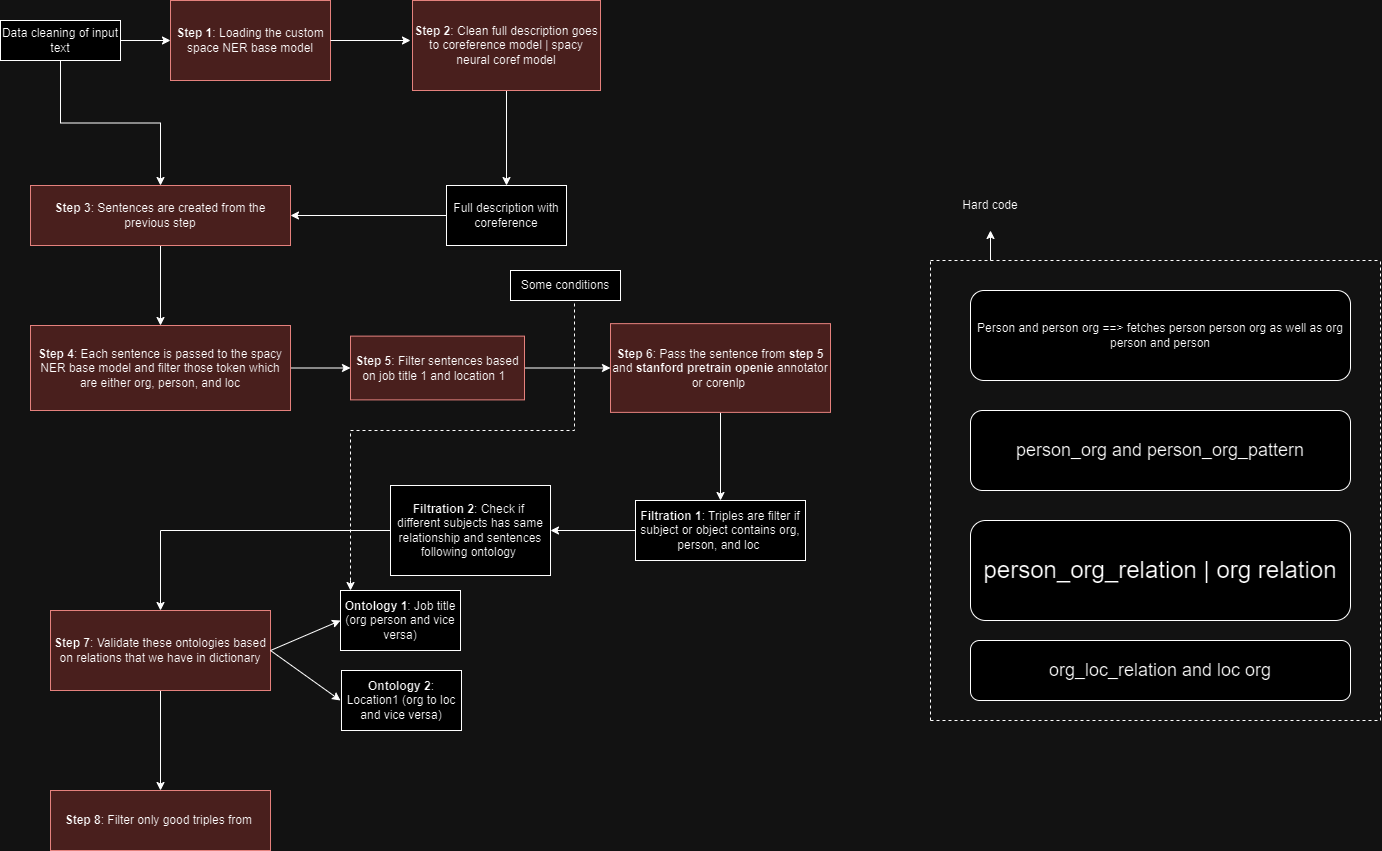 Data cleaning of input
text
Step 1: Loading the custom
space NER base model
Step 2: Clean full description goes
to coreference model | spacy
neural coref model
Step 3: Sentences are created from the
previous step
Full description with
coreference
Hard code
Some conditions
Person and person org ==> fetches person person org as well as org
person and person
Step 4: Each sentence is passed to the spacy
NER base model and filter those token which
are either org, person, and loc
Step 5: Filter sentences based
on job title 1 and location 1
Step 6: Pass the sentence from step 5
and stanford pretrain openie annotator
or corenlp
person_org and person_org_pattern
Filtration 2: Check if
different subjects has same
relationship and sentences
following ontology
Filtration 1: Triples are filter if
subject or object contains org,
person, and loc
person_org_relation | org relation
Ontology 1: Job title
(org person and vice
versa)
Step 7: Validate these ontologies based
on relations that we have in dictionary
Ontology 2:
Location1 (org to loc
and vice versa)
org_loc_relation and loc org
Step 8: Filter only good triples from